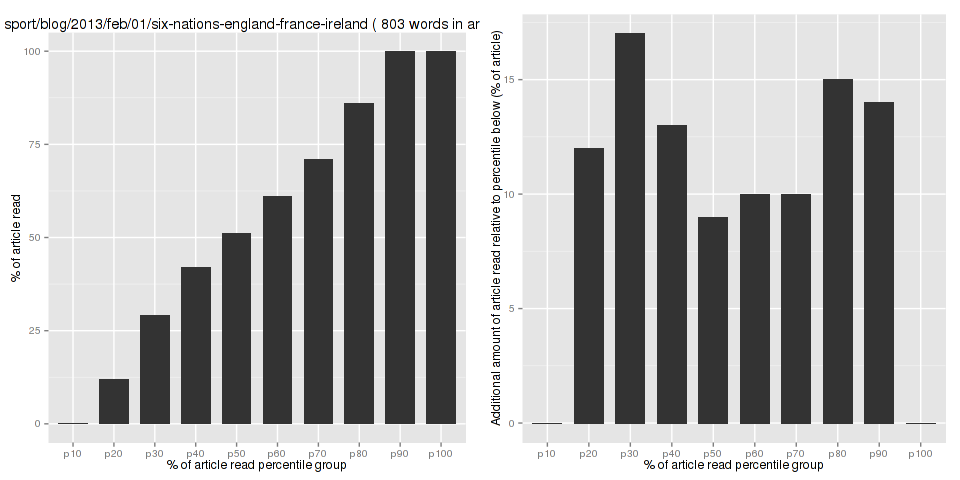 sport/blog/2013/feb/01/six-nations-england-france-ireland ( 803 words in ar
100
75
50
25
0
% of article read
p10 p20 p30 p40 p50 p60 p70 p80 p90 p100
% of article read percentile group
15
10
5
0
Additional amount of article read relative to percentile below (% of article)
p10 p20 p30 p40 p50 p60 p70 p80 p90 p100
% of article read percentile group